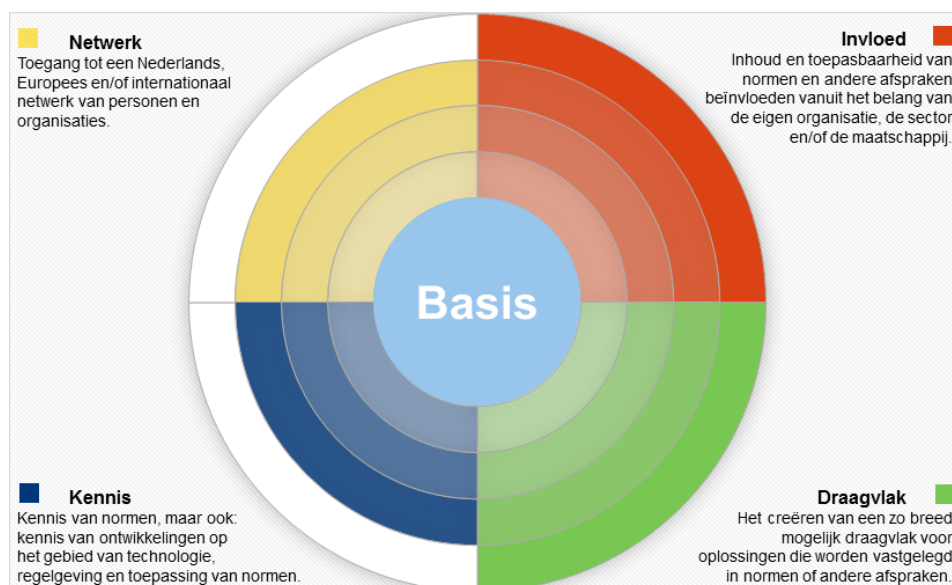 Netwerk
Toegang tot een Nederlands,
Europees en/of internationaal
netwerk van personen en
organisaties.
Invloed
Inhoud en toepasbaarheid van
normen en andere afspraken
beïnvloeden vanuit het belang van
de eigen organisatie, de sector
en/of de maatschappij.
Basis
Kennis
Kennis van normen, maar ook:
kennis van ontwikkelingen op
het gebied van technologie,
regelgeving en toepassing van normen.
Draagvlak
Het creëren van een zo breed
mogelijk draagvlak voor
oplossingen die worden vastgelegd
in normen of andere afspraken